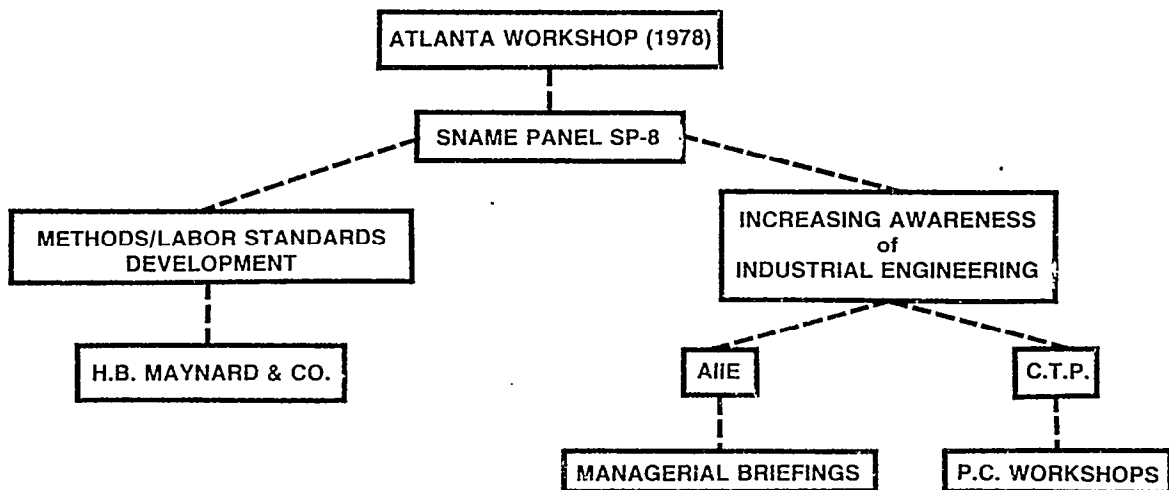 ATLANTA WORKSHOP (1978)
SNAME PANEL SP-8
METHODS/LABOR STANDARDS
DEVELOPMENT
INCREASING AWARENESS
of
INDUSTRIAL ENGINEERING
H.B. MAYNARD & CO.
AIIE
C.T.P.
MANAGERIAL BRIEFINGS
P.C. WORKSHOPS